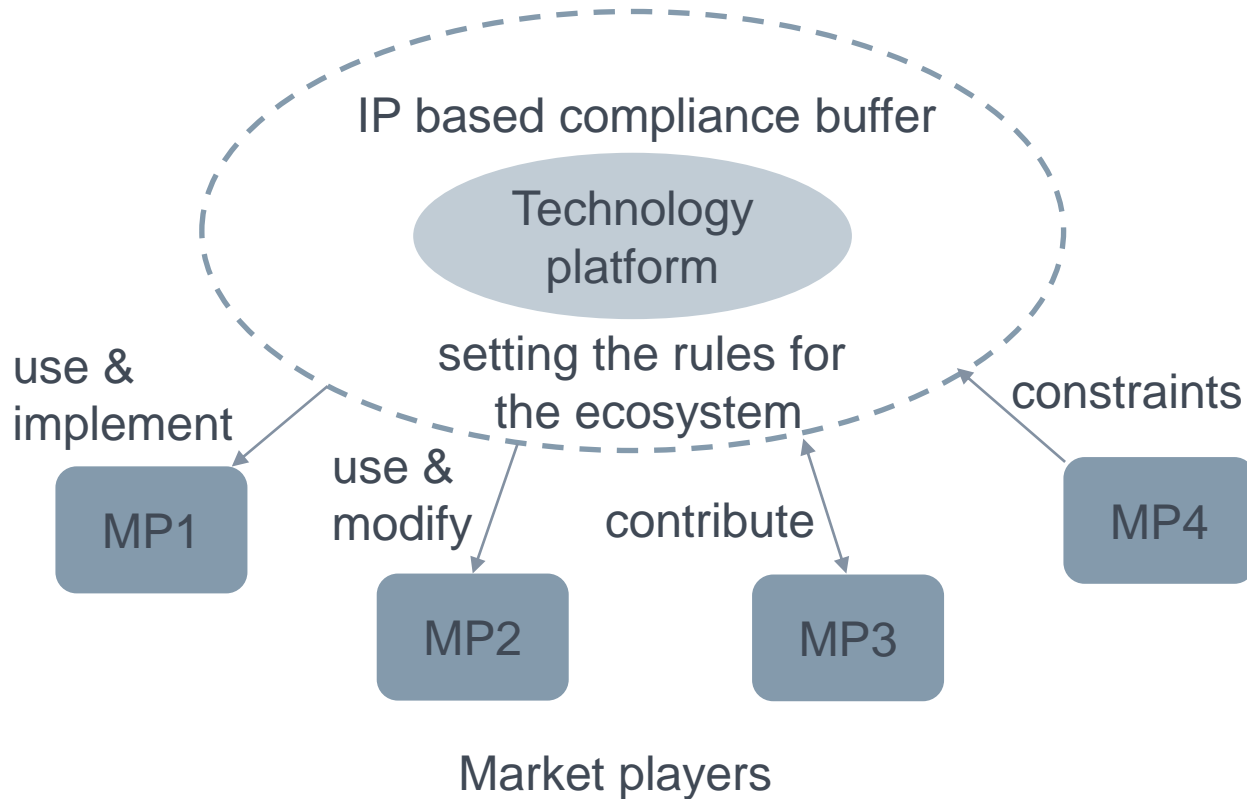 IP based compliance buffer
Technology
platform
setting the rules for
the ecosystem
use &
implement
constraints
use &
modify
contribute
MP1
MP4
MP2
MP3
Market players